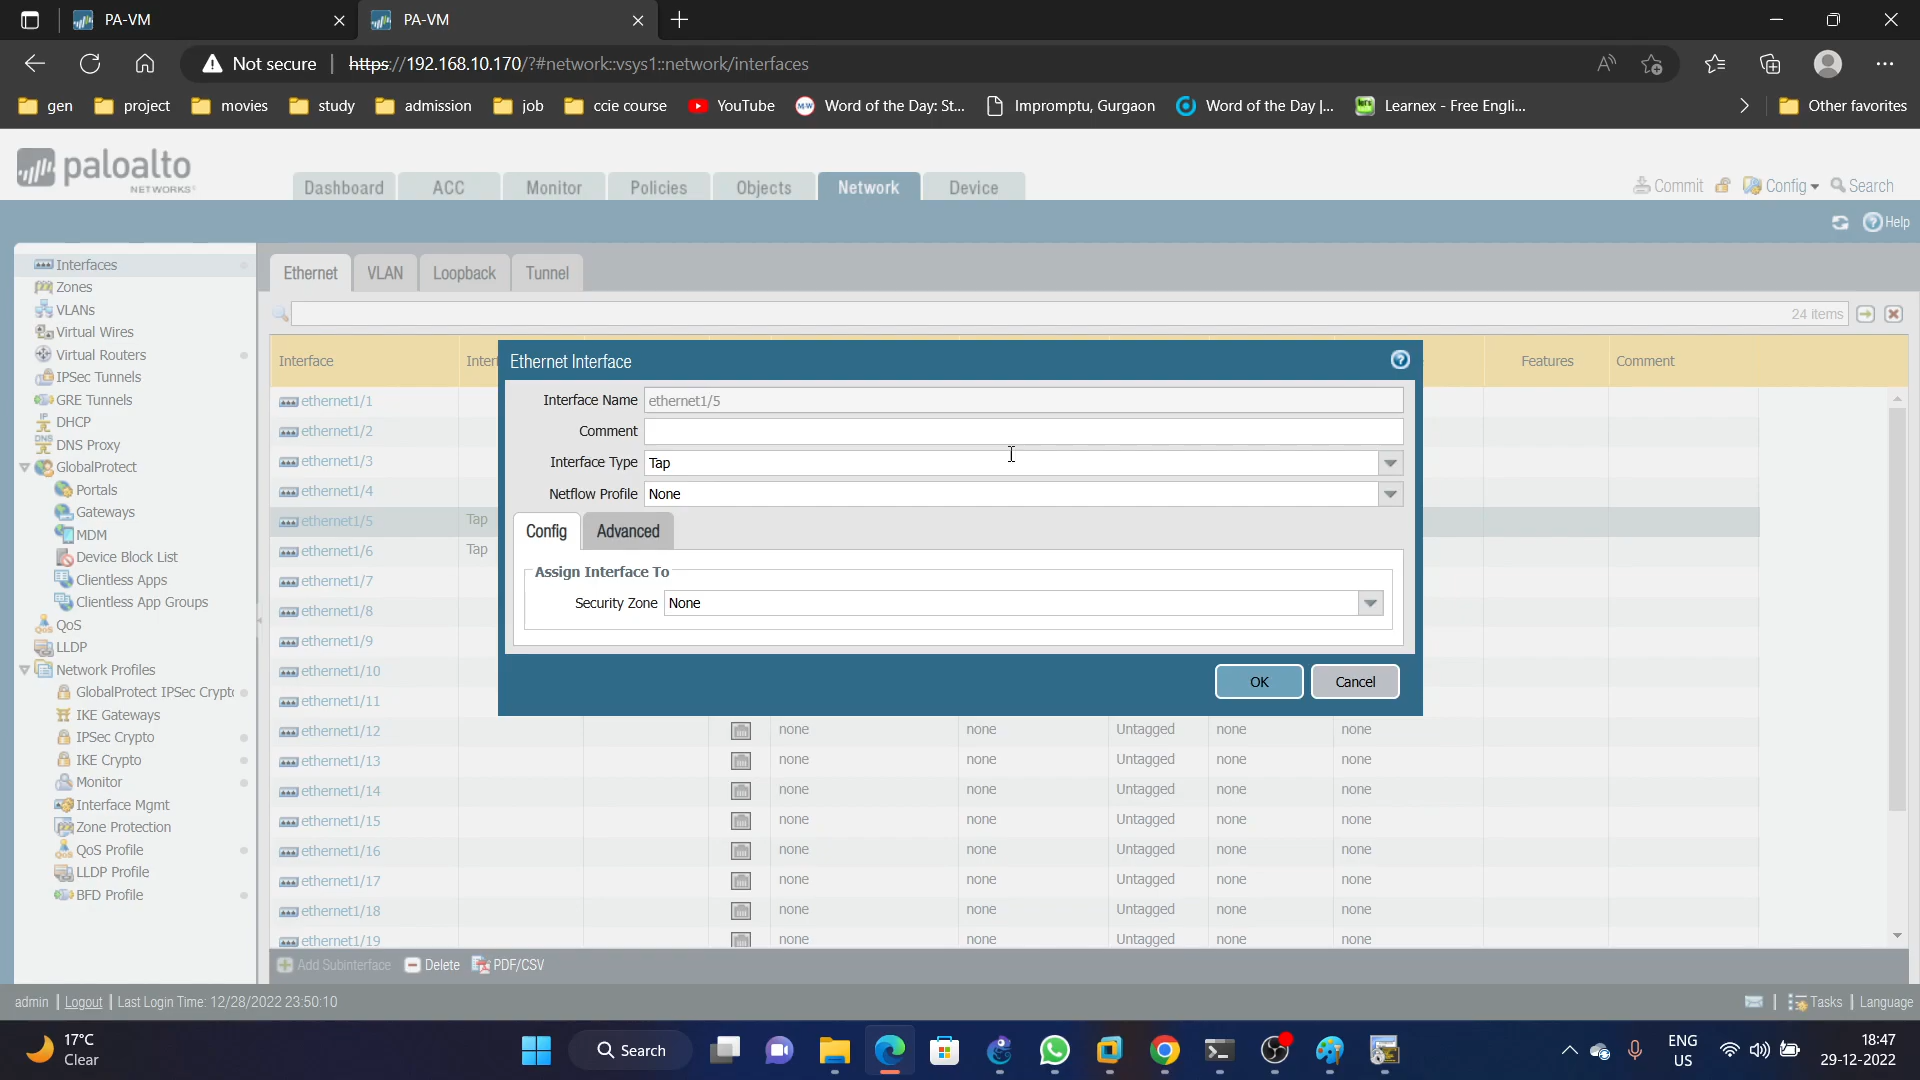 PA-VM
PA-VM
Not secure
https://192.168.10.170/?#network::vsys1::network/interfaces
gen
project
movies
study
admission
job
ccie course
YouTube
Word of the Day: St...
Impromptu, Gurgaon
Word of the Day |...
Learnex - Free Engli...
Other favorites
paloalto
NETWORKS
Dashboard
ACC
Monitor
Policies
Objects
Network
Device
Commit
Config
Search
Help
Interfaces
Zones
VLANs
Virtual Wires
Virtual Routers
IPSec Tunnels
GRE Tunnels
DHCP
DNS Proxy
GlobalProtect
Portals
Gateways
MDM
Device Block List
Clientless Apps
Clientless App Groups
QoS
LLDP
Network Profiles
GlobalProtect IPSec Crypto
IKE Gateways
IPSec Crypto
IKE Crypto
Monitor
Interface Mgmt
Zone Protection
QoS Profile
LLDP Profile
BFD Profile
Ethernet
VLAN
Loopback
Tunnel
24 items
Interface
Features
Comment
ethernet1/1
ethernet1/2
ethernet1/3
ethernet1/4
ethernet1/5 Tap
ethernet1/6 Tap
ethernet1/7
ethernet1/8
ethernet1/9
ethernet1/10
ethernet1/11
ethernet1/12 none none Untagged none none
ethernet1/13 none none Untagged none none
ethernet1/14 none none Untagged none none
ethernet1/15 none none Untagged none none
ethernet1/16 none none Untagged none none
ethernet1/17 none none Untagged none none
ethernet1/18 none none Untagged none none
ethernet1/19 none none Untagged none none
Ethernet Interface
Interface Name ethernet1/5
Comment
Interface Type Tap
Netflow Profile None
Config
Advanced
Assign Interface To
Security Zone None
OK
Cancel
Add Subinterface
Delete
PDF/CSV
admin | Logout | Last Login Time: 12/28/2022 23:50:10
Tasks | Language
17°C
Clear
Search
ENG
US
18:47
29-12-2022